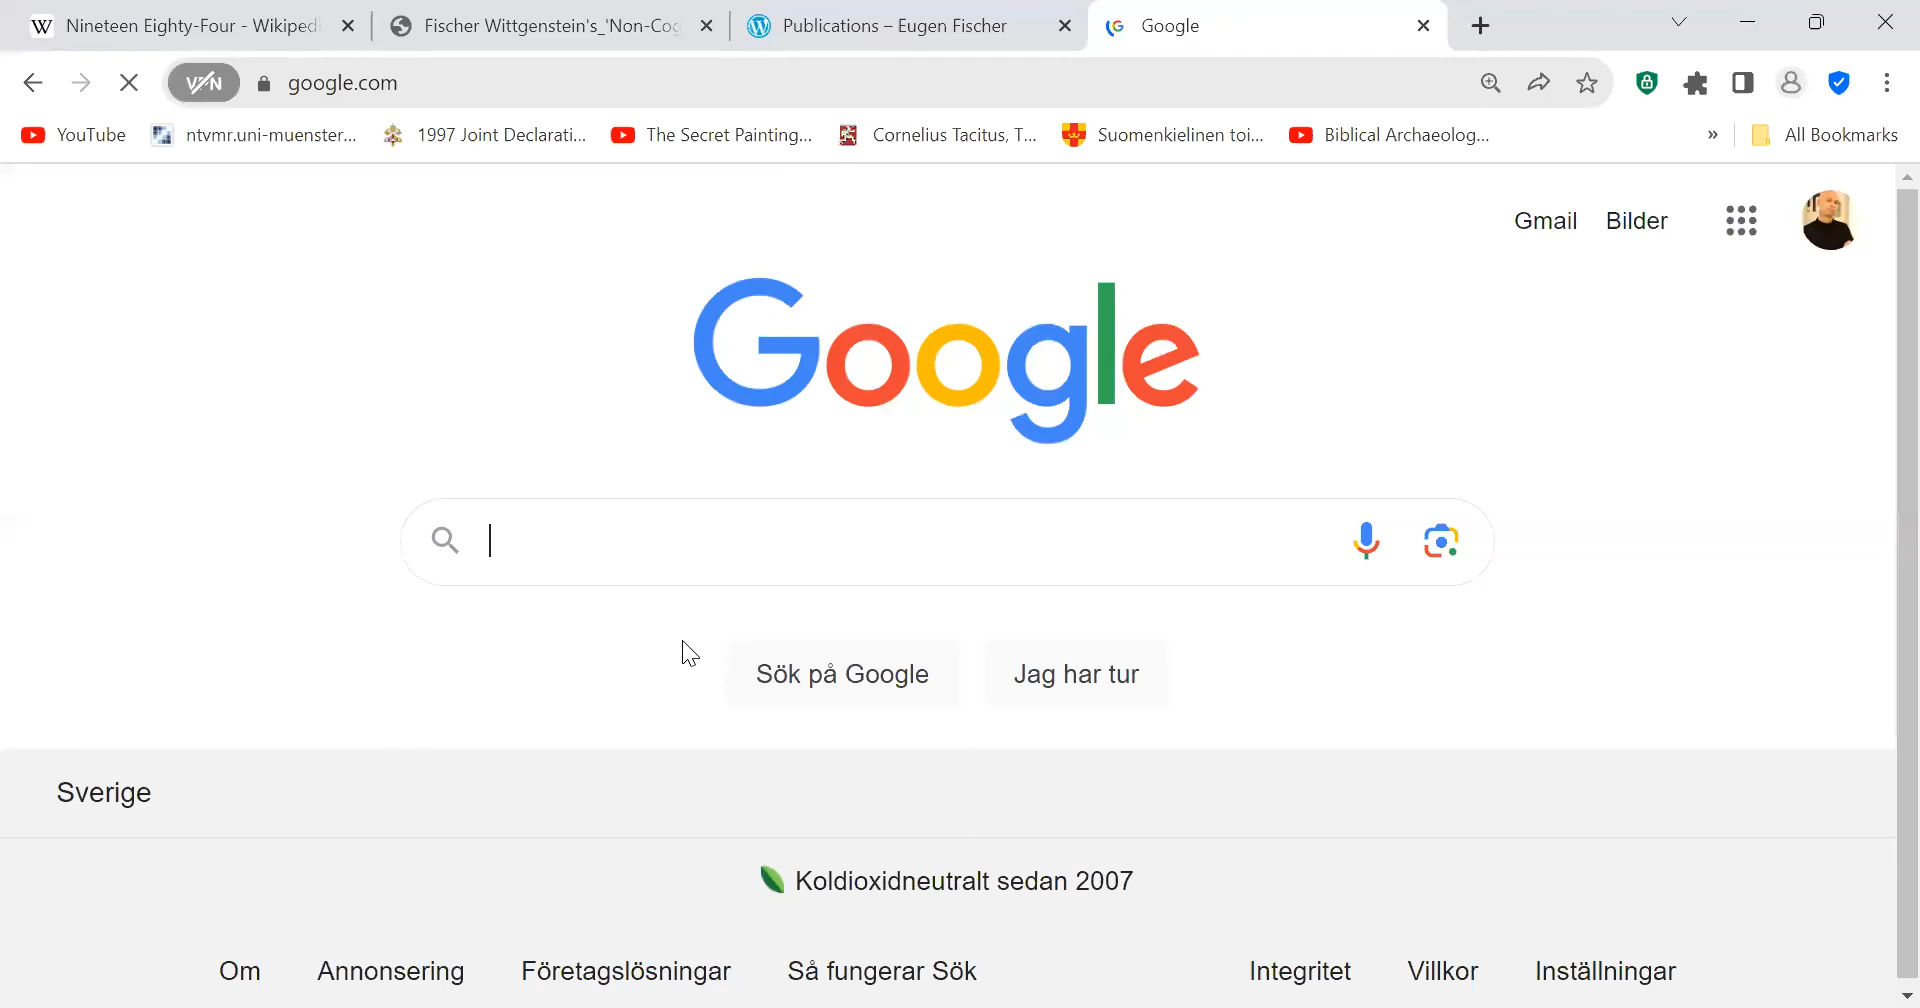 Nineteen Eighty-Four - Wikiped
Fischer Wittgenstein's_'Non-Cog
Publications – Eugen Fischer
Google
VPN
google.com
YouTube
ntvmr.uni-muenster...
1997 Joint Declarati...
The Secret Painting...
Cornelius Tacitus, T...
Suomenkielinen toi...
Biblical Archaeolog...
»
All Bookmarks
Gmail
Bilder
Google
Sök på Google
Jag har tur
Sverige
Koldioxidneutralt sedan 2007
Om
Annonsering
Företagslösningar
Så fungerar Sök
Integritet
Villkor
Inställningar